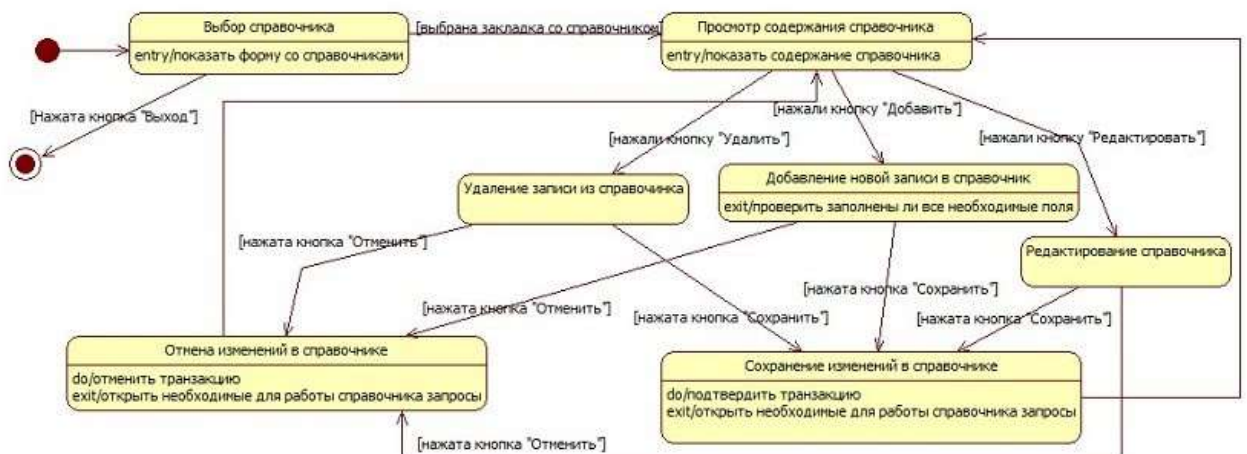 Выбор справочника
entry/показать форму со справочниками
[выбрана закладка со справочником]
Просмотр содержания справочника
entry/показать содержание справочника
[Нажата кнопка "Выход"]
[нажали кнопку "Удалить"]
[нажали кнопку "Добавить"]
[нажали кнопку "Редактировать"]
Удаление записи из справочинка
Добавление новой записи в справочник
exit/проверить заполнены ли все необходимые поля
[нажата кнопка "Отменить"]
Редактирование справочника
[нажата кнопка "Отменить"]
[нажата кнопка "Сохранить"]
[нажата кнопка "Сохранить"]
[нажата кнопка "Сохранить"]
Отмена изменений в справочнике
do/отменить транзакцию
exit/открыть необходимые для работы справочника запросы
Сохранение изменений в справочнике
do/подтвердить транзакцию
exit/открыть необходимые для работы справочника запросы
[нажата кнопка "Отменить"]